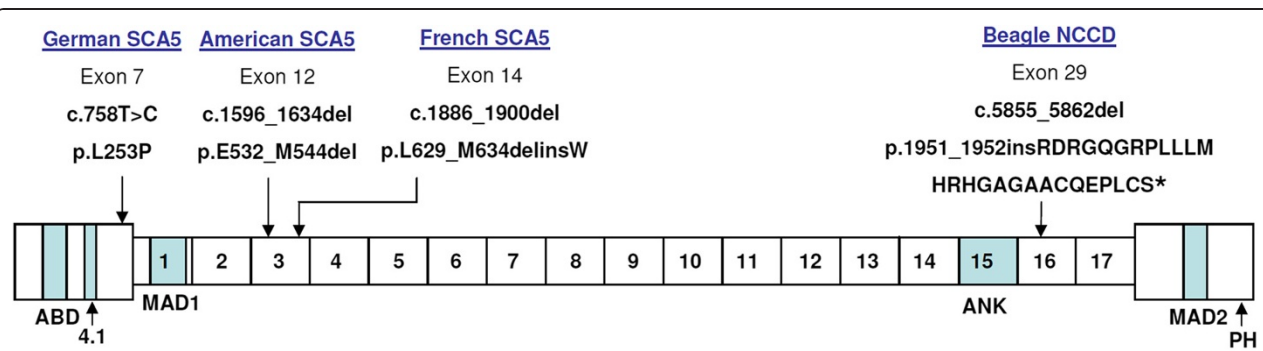 German SCA5
Exon 7
c.758T>C
p.L253P
American SCA5
Exon 12
c.1596_1634del
p.E532_M544del
French SCA5
Exon 14
c.1886_1900del
p.L629_M634delinsW
Beagle NCCD
Exon 29
c.5855_5862del
p.1951_1952insRDRGQGRPLLLM
HRHGAGAACQEPLCS*
1 2 3 4 5 6 7 8 9 10 11 12 13 14 15 16 17
ABD
4.1
MAD1
ANK
MAD2
PH